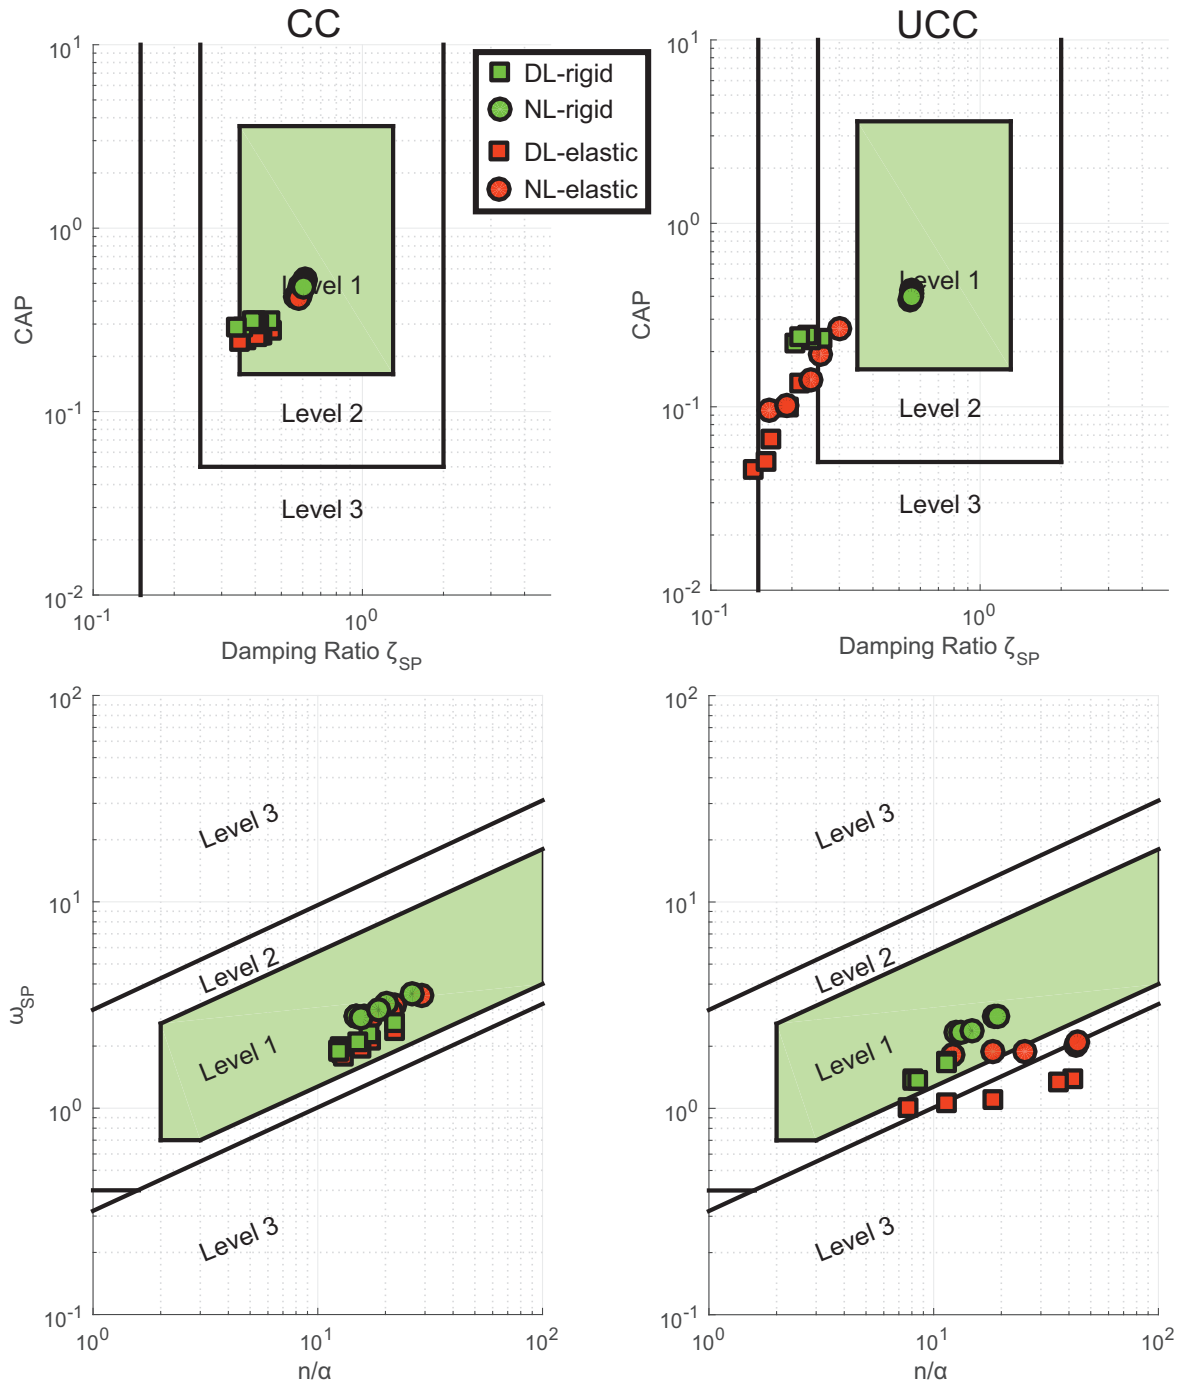 CC
UCC
DL-rigid
NL-rigid
DL-elastic
NL-elastic
10^1
10^0
10^-1
10^-2
CAP
Level 1
Level 2
Level 3
10^-1
10^0
Damping Ratio ζ_SP
10^1
10^0
10^-1
10^-2
CAP
Level 1
Level 2
Level 3
10^-1
10^0
Damping Ratio ζ_SP
10^2
10^1
10^0
10^-1
ω_SP
Level 3
Level 2
Level 1
Level 3
10^0
10^1
10^2
n/α
10^2
10^1
10^0
10^-1
Level 3
Level 2
Level 1
Level 3
10^0
10^1
10^2
n/α